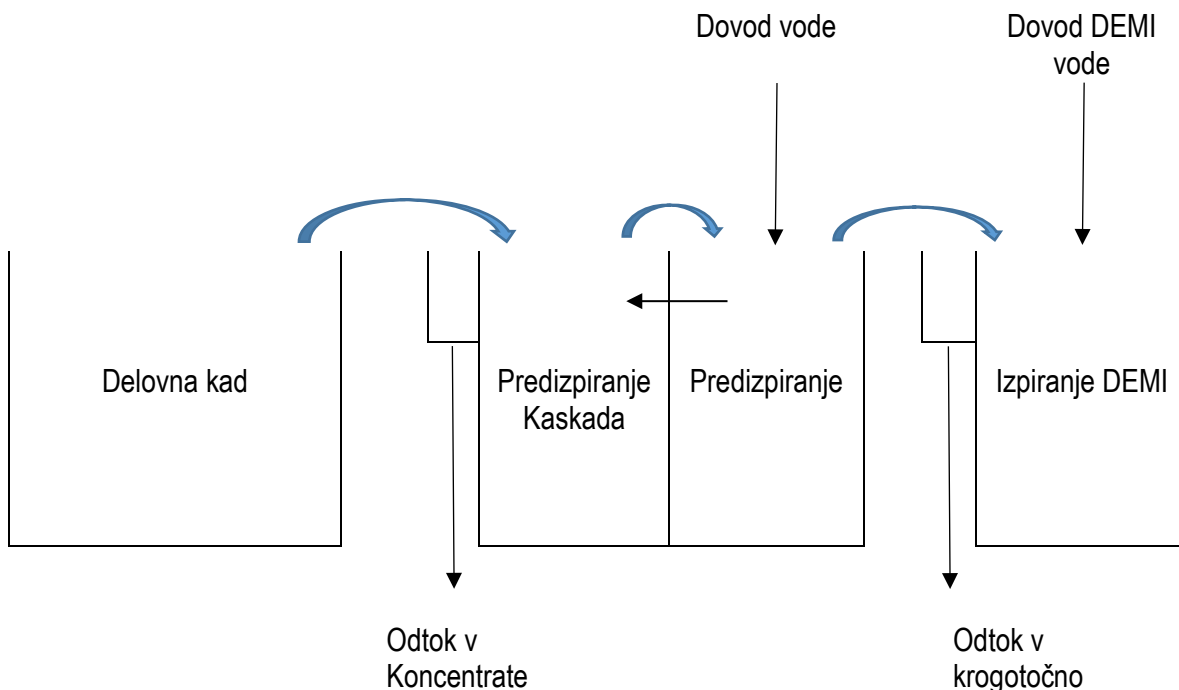 Dovod vode
Dovod DEMI
vode
Delovna kad
Predizpiranje
Kaskada
Predizpiranje
Izpiranje DEMI
Odtok v
Koncentrate
Odtok v
krogotočno